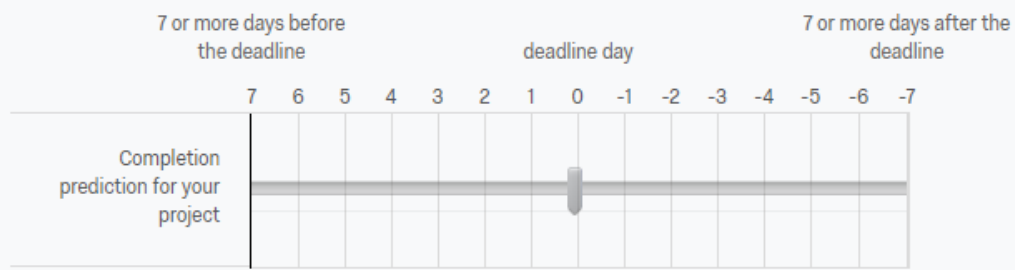 7 or more days before
the deadline
deadline day
7 or more days after the
deadline
7 6 5 4 3 2 1 0 -1 -2 -3 -4 -5 -6 -7
Completion
prediction for your
project